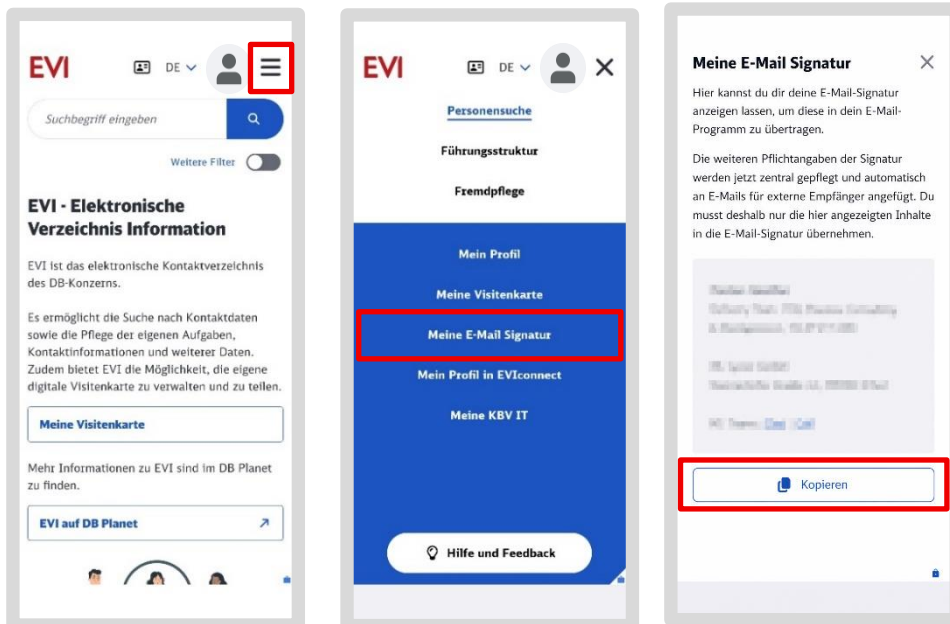 EVI DE
Suchbegriff eingeben
Weitere Filter
EVI - Elektronische
Verzeichnis Information
EVI ist das elektronische Kontaktverzeichnis
des DB-Konzerns.
Es ermöglicht die Suche nach Kontaktdaten
sowie die Pflege der eigenen Aufgaben,
Kontaktinformationen und weiterer Daten.
Zudem bietet EVI die Möglichkeit, die eigene
digitale Visitenkarte zu verwalten und zu teilen.
Meine Visitenkarte
Mehr Informationen zu EVI sind im DB Planet
zu finden.
EVI auf DB Planet
EVI DE
Personensuche
Führungsstruktur
Fremdpflege
Mein Profil
Meine Visitenkarte
Meine E-Mail Signatur
Mein Profil in EVIconnect
Meine KBV IT
Hilfe und Feedback
Meine E-Mail Signatur
Hier kannst du dir deine E-Mail-Signatur
anzeigen lassen, um diese in dein E-Mail-
Programm zu übertragen.
Die weiteren Pflichtangaben der Signatur
werden jetzt zentral gepflegt und automatisch
an E-Mails für externe Empfänger angefügt. Du
musst deshalb nur die hier angezeigten Inhalte
in die E-Mail-Signatur übernehmen.
Kopieren